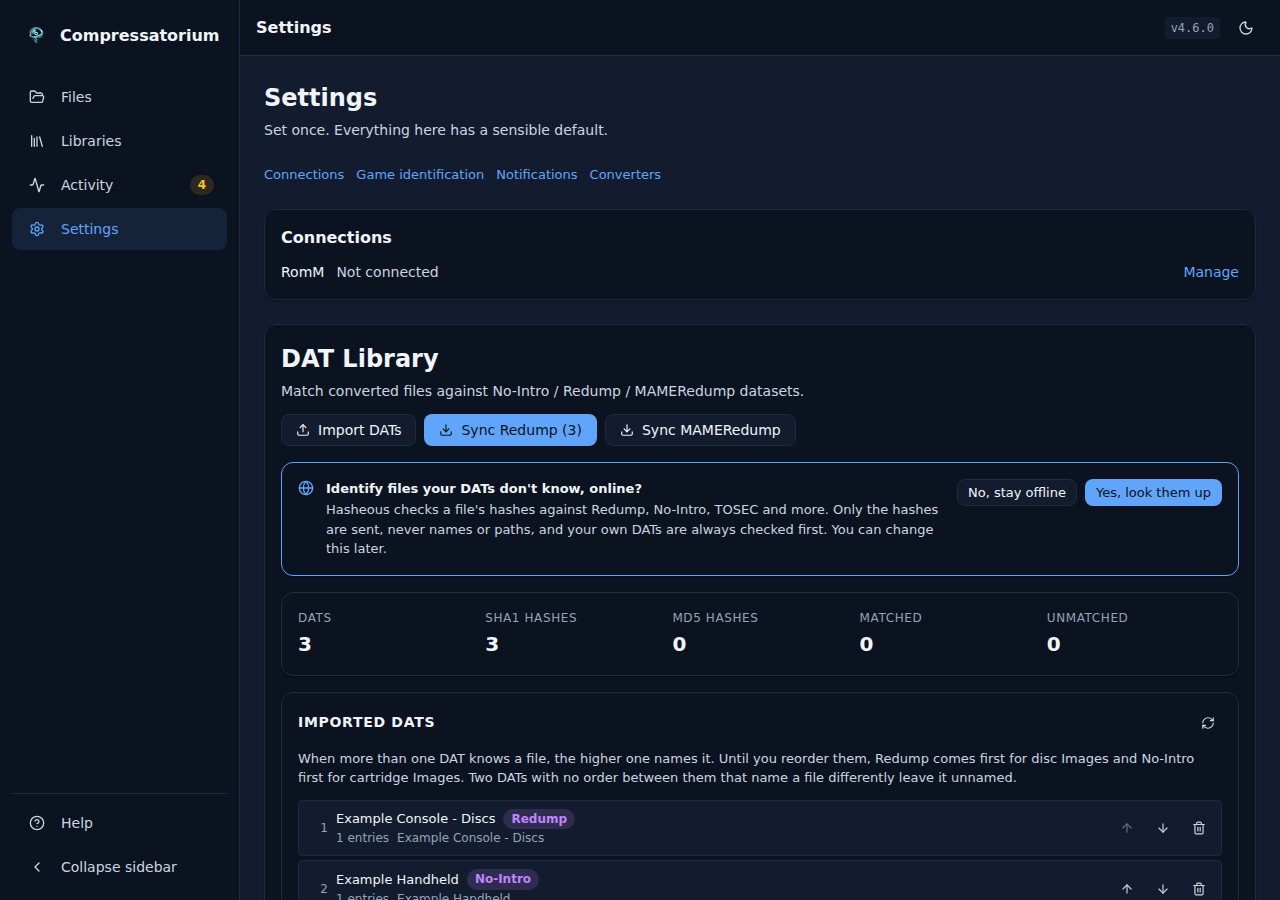 Compressatorium
Settings
v4.6.0
Files
Libraries
Activity
4
Settings
Help
Collapse sidebar
Settings
Set once. Everything here has a sensible default.
Connections Game identification Notifications Converters
Connections
RomM Not connected
Manage
DAT Library
Match converted files against No-Intro / Redump / MAMERedump datasets.
Import DATs
Sync Redump (3)
Sync MAMERedump
Identify files your DATs don't know, online?
Hasheous checks a file's hashes against Redump, No-Intro, TOSEC and more. Only the hashes
are sent, never names or paths, and your own DATs are always checked first. You can change
this later.
No, stay offline
Yes, look them up
DATS
3
SHA1 HASHES
3
MD5 HASHES
0
MATCHED
0
UNMATCHED
0
IMPORTED DATS
When more than one DAT knows a file, the higher one names it. Until you reorder them, Redump comes first for disc Images and No-Intro
first for cartridge Images. Two DATs with no order between them that name a file differently leave it unnamed.
1
Example Console - Discs Redump
1 entries Example Console - Discs
2
Example Handheld No-Intro
1 entries Example Handheld